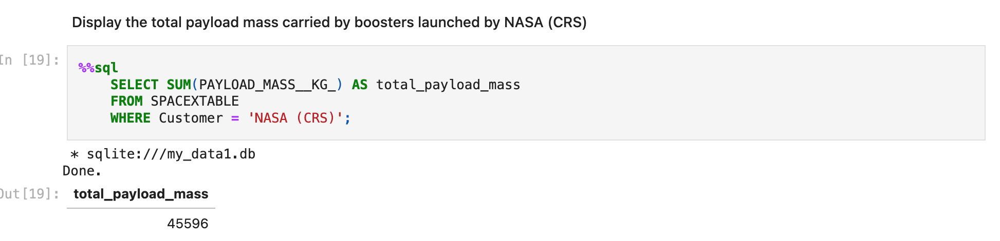 Display the total payload mass carried by boosters launched by NASA (CRS)
In [19]:
%%sql
    SELECT SUM(PAYLOAD_MASS__KG_) AS total_payload_mass
    FROM SPACEXTABLE
    WHERE Customer = 'NASA (CRS)';
* sqlite:///my_data1.db
Done.
Out[19]:
total_payload_mass
45596